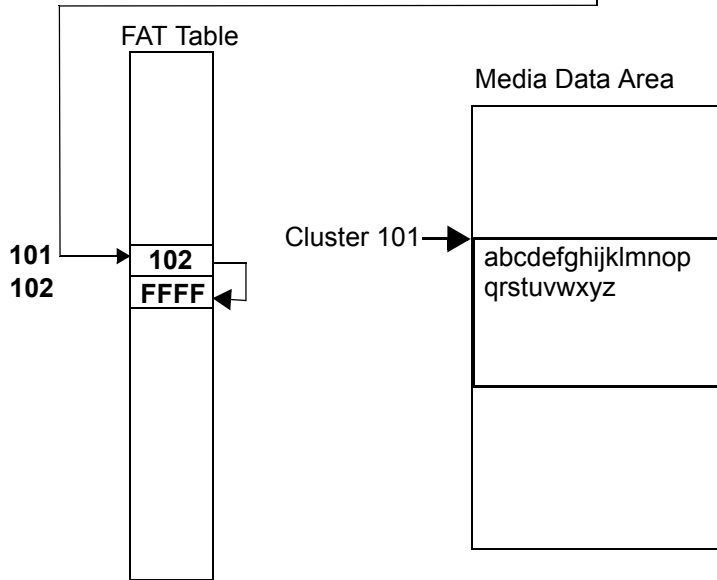 FAT Table
Media Data Area
Cluster 101
abcdefghijklmnop
qrstuvwxyz
101
102
102
FFFF